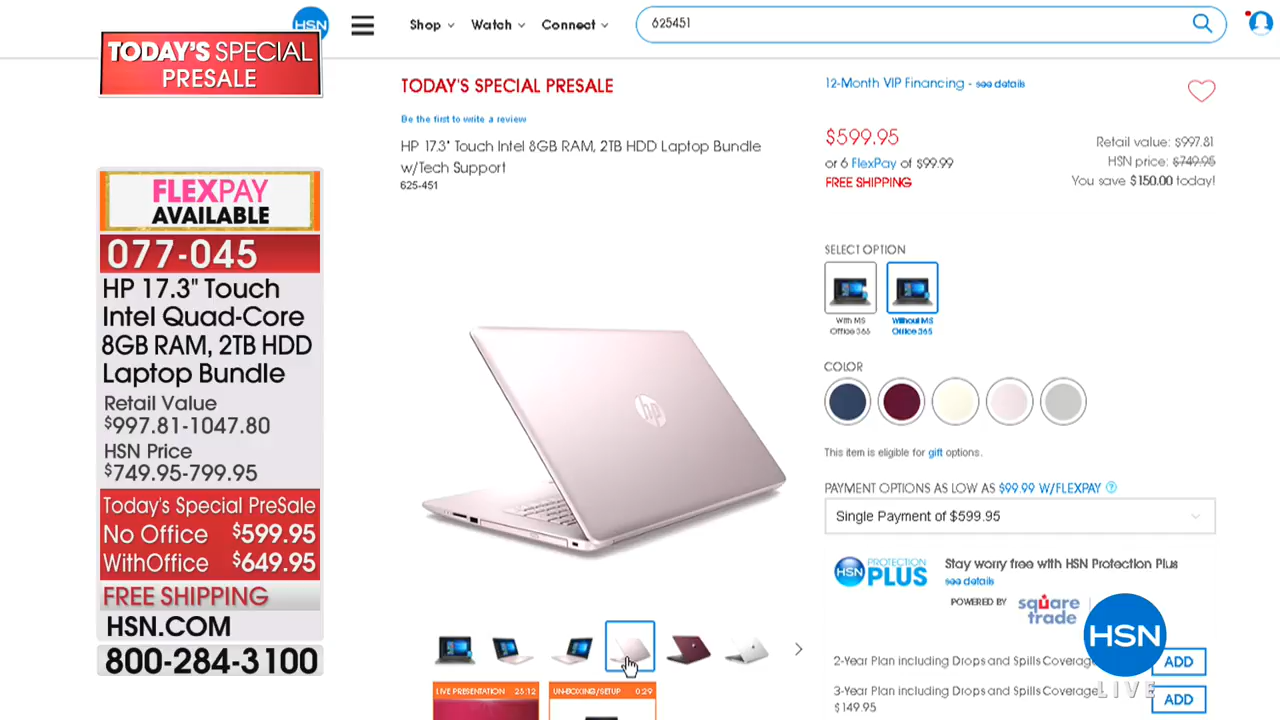 HSN
Shop
Watch
Connect
625451
TODAY'S SPECIAL
PRESALE
FLEXPAY
AVAILABLE
077-045
HP 17.3" Touch
Intel Quad-Core
8GB RAM, 2TB HDD
Laptop Bundle
Retail Value
$997.81-1047.80
HSN Price
$749.95-799.95
Today's Special PreSale
No Office $599.95
WithOffice $649.95
FREE SHIPPING
HSN.COM
800-284-3100
TODAY'S SPECIAL PRESALE
Be the first to write a review
HP 17.3" Touch Intel 8GB RAM, 2TB HDD Laptop Bundle
w/Tech Support
625-451
hp
LIVE PRESENTATION 23:12
UN-BOXING/SETUP 0:29
12-Month VIP Financing - see details
$599.95
or 6 FlexPay of $99.99
FREE SHIPPING
Retail value: $997.81
HSN price: $749.95
You save $150.00 today!
SELECT OPTION
With MS
Office 365
Without MS
Office 365
COLOR
This item is eligible for gift options.
PAYMENT OPTIONS AS LOW AS $99.99 W/FLEXPAY ?
Single Payment of $599.95
HSN PROTECTION PLUS
Stay worry free with HSN Protection Plus
see details
POWERED BY square trade
2-Year Plan including Drops and Spills Coverage
ADD
3-Year Plan including Drops and Spills Coverage
$149.95
ADD
HSN
LIVE